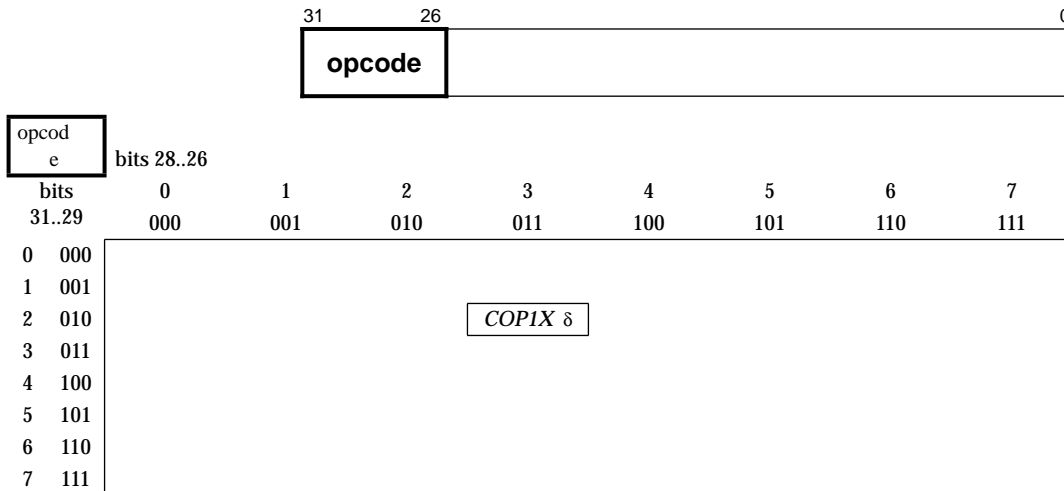 31 26 0
opcode
opcod
e bits 28..26
bits 0 1 2 3 4 5 6 7
31..29 000 001 010 011 100 101 110 111
0 000
1 001
2 010 COP1X δ
3 011
4 100
5 101
6 110
7 111